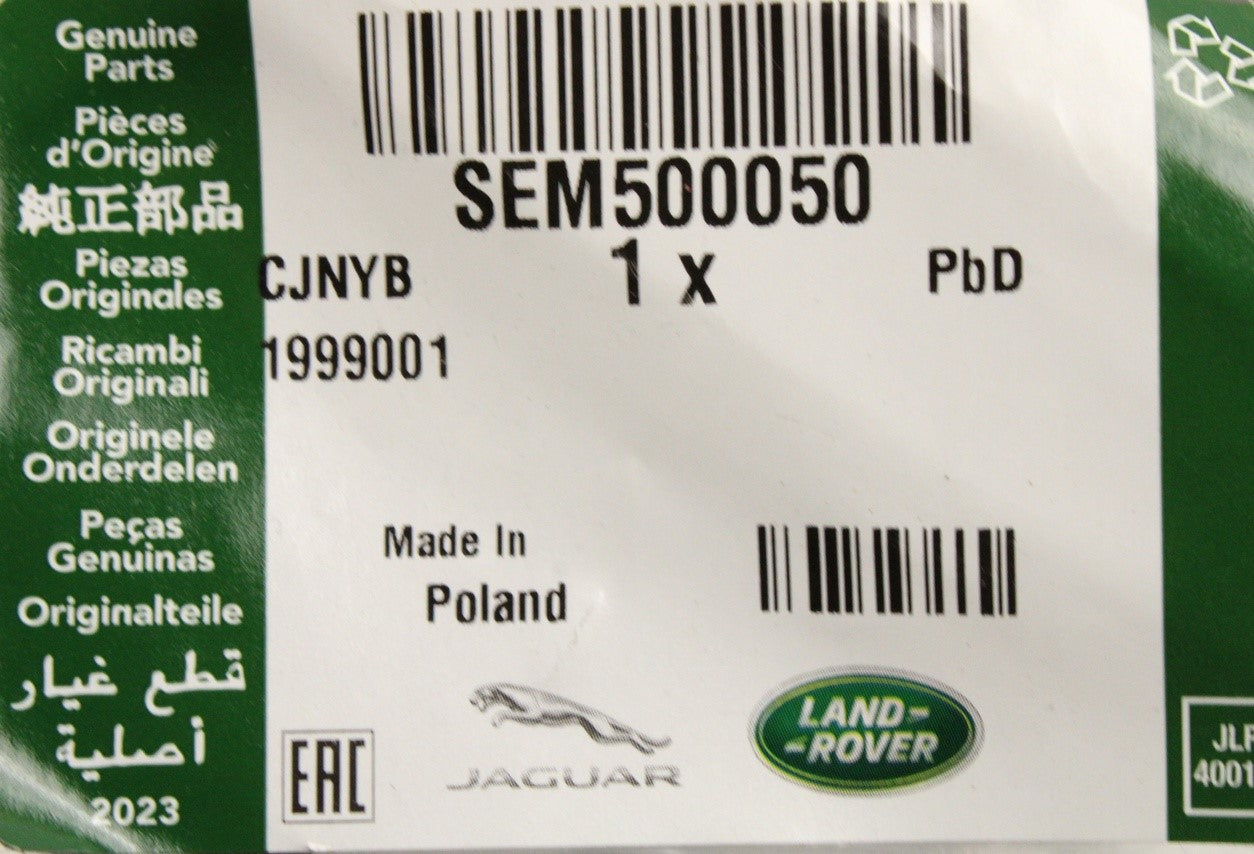 Genuine
Parts
Pièces
d'Origine
純正部品
Piezas
Originales
Ricambi
Originali
Originele
Onderdelen
Peças
Genuinas
Originalteile
قطع غيار
أصلية
2023
SEM500050
CJNYB
1 x
PbD
1999001
Made In
Poland
EAC
JAGUAR
LAND-
-ROVER
4001